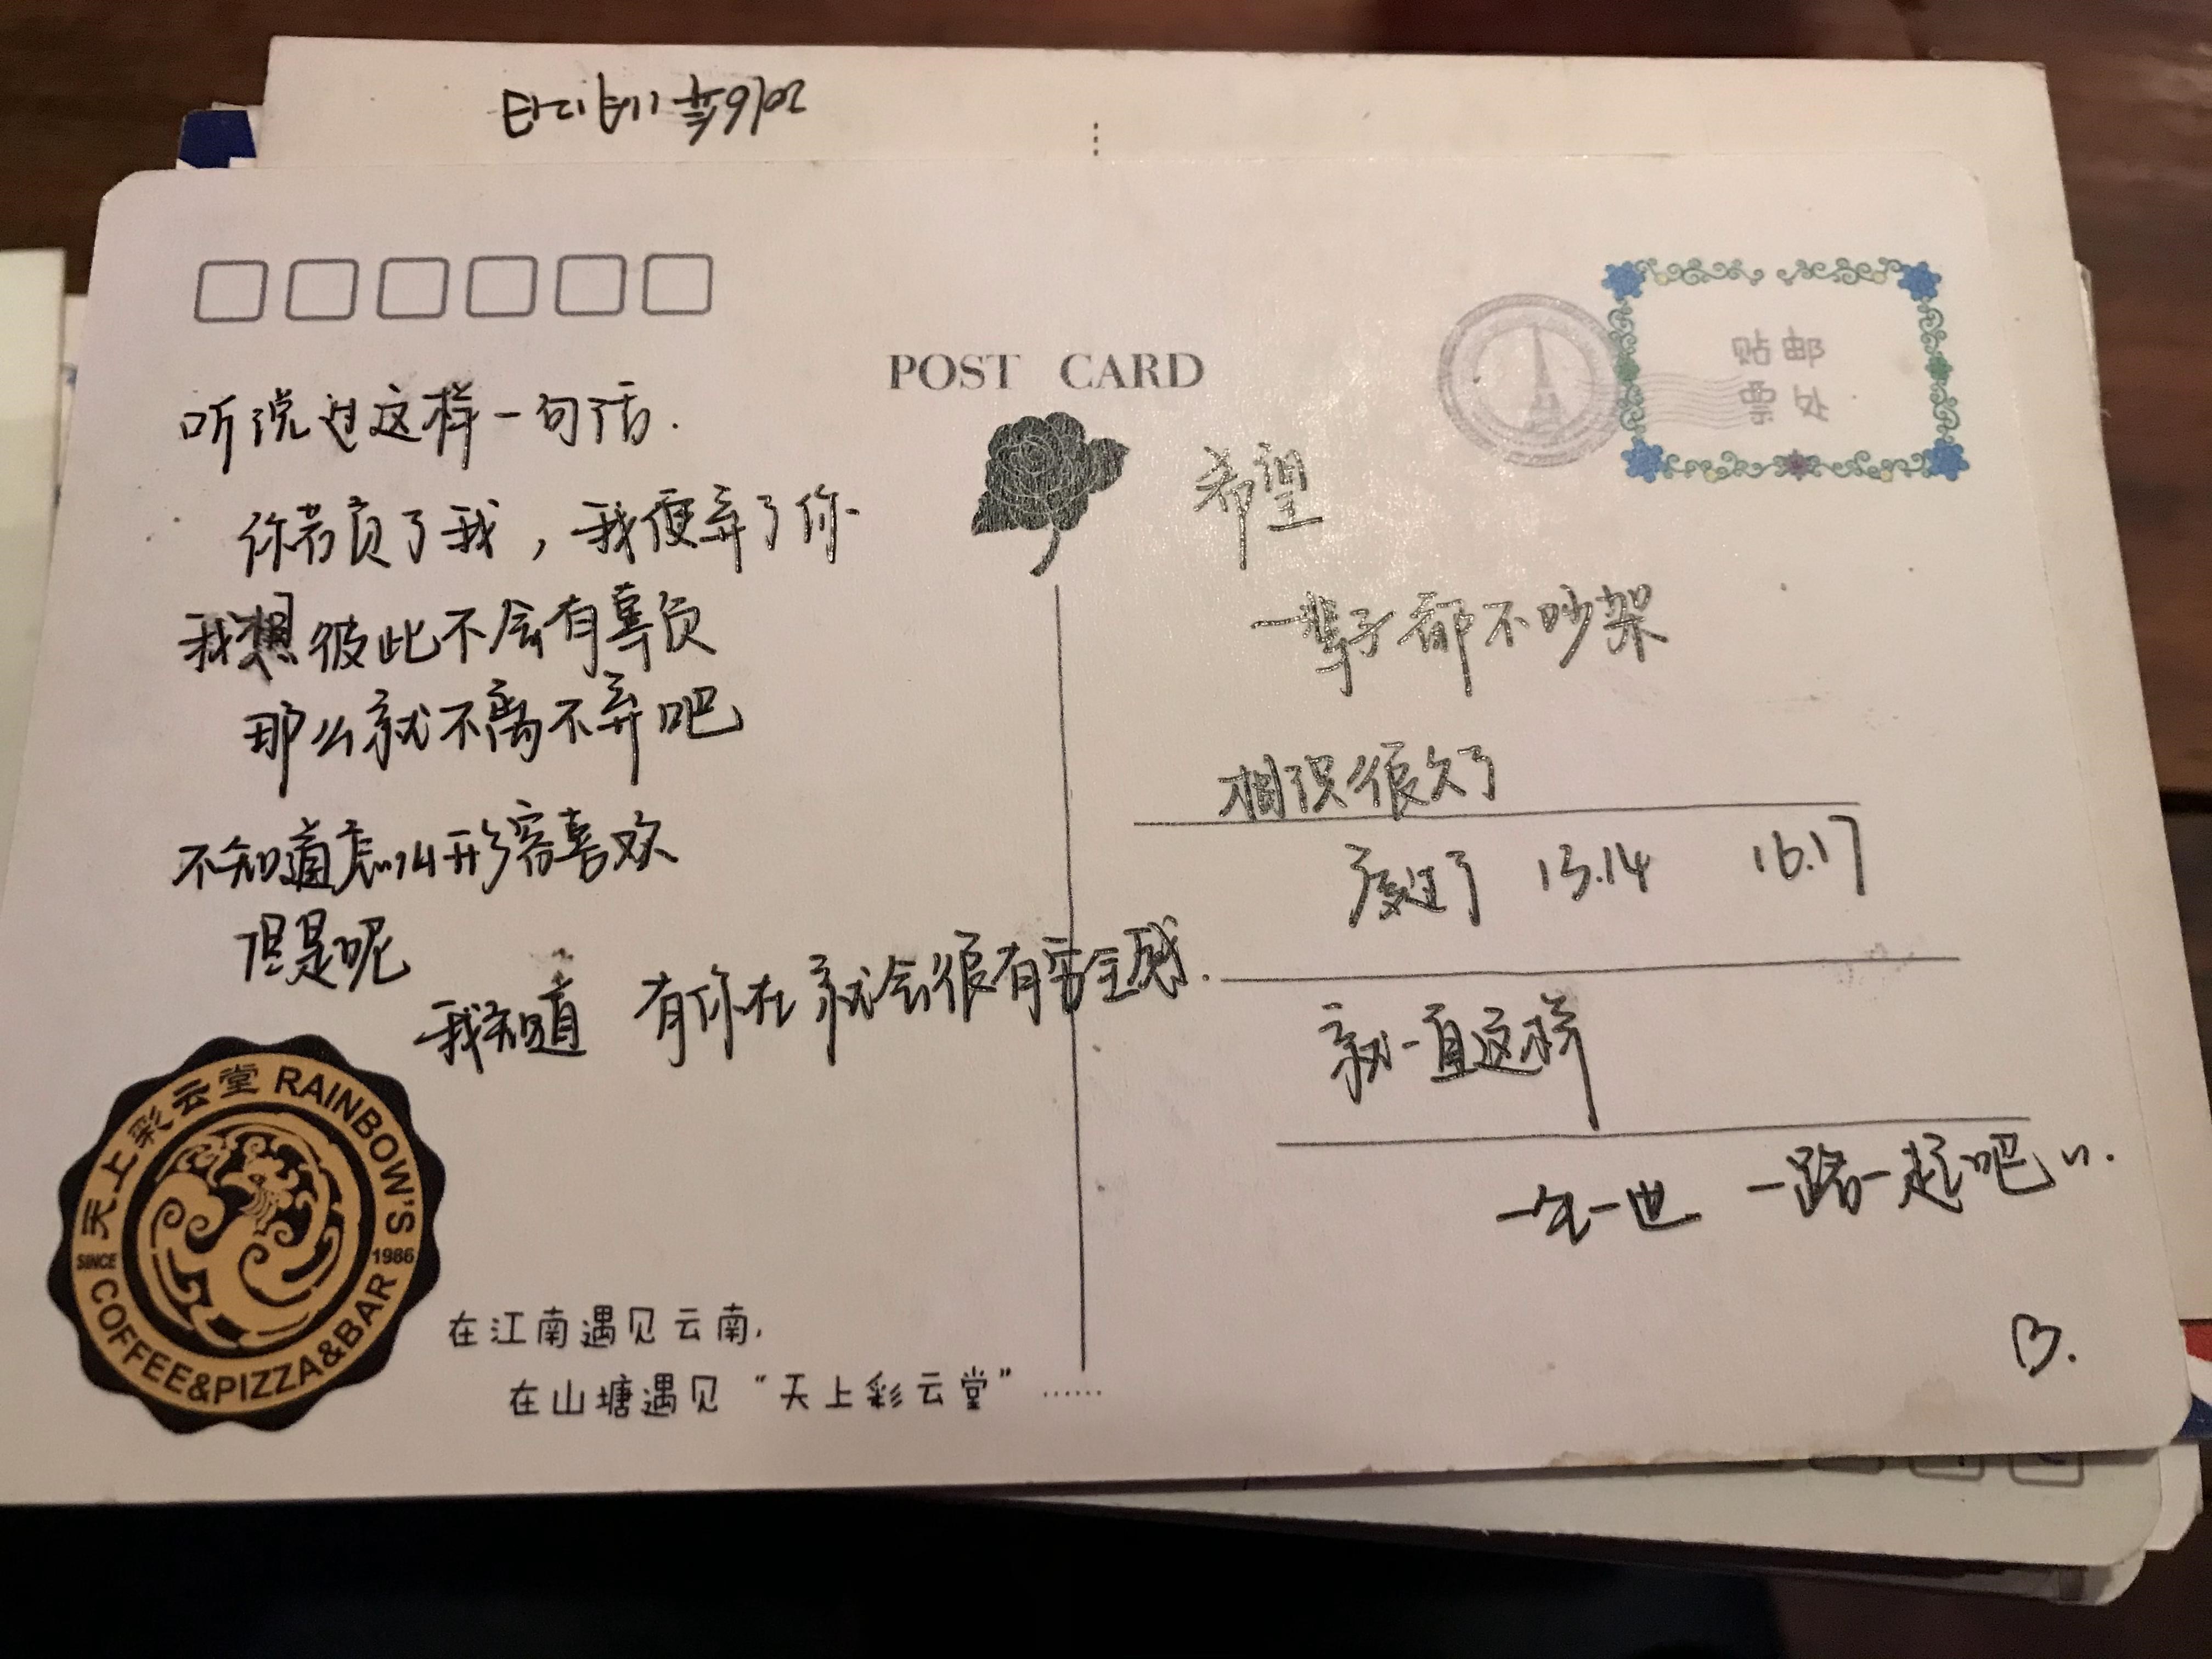 听说过这样一句话.
你若负了我，我便弃了你.
我想彼此不会有辜负
那么就不离不弃吧
不知道怎么形容喜欢
但是呢
我知道 有你在就会很有安全感.
天上彩云堂 RAINBOW'S
SINCE 1986
COFFEE&PIZZA&BAR
在江南遇见云南,
在山塘遇见“天上彩云堂”……
POST CARD
贴邮
票处
希望
一辈子都不吵架
相识很久了
度过了 13.14 16.17
就一直这样
一生一世 一路一起吧